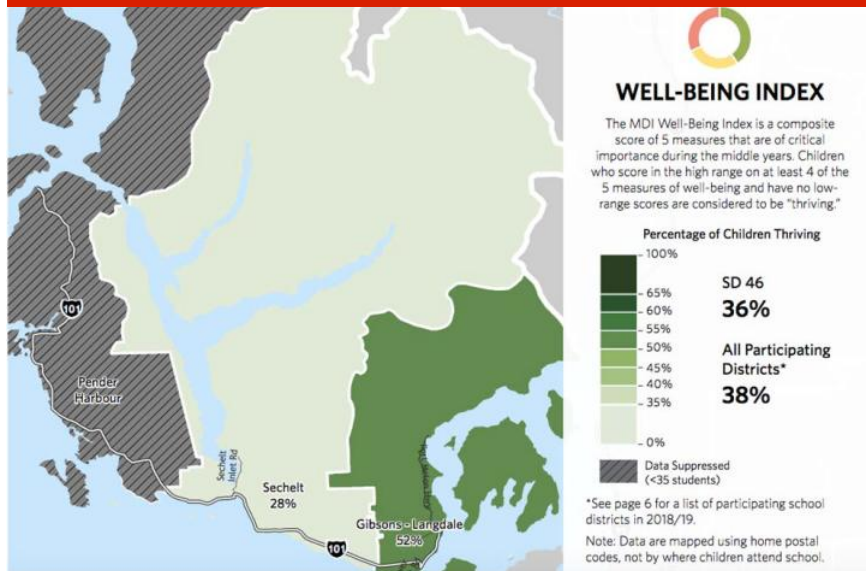 WELL-BEING INDEX
The MDI Well-Being Index is a composite
score of 5 measures that are of critical
importance during the middle years. Children
who score in the high range on at least 4 of the
5 measures of well-being and have no low-
range scores are considered to be "thriving."
Percentage of Children Thriving
100%
65%
60%
55%
50%
45%
40%
35%
0%
SD 46
36%
All Participating
Districts*
38%
Data Suppressed
(<35 students)
*See page 6 for a list of participating school
districts in 2018/19.
Note: Data are mapped using home postal
codes, not by where children attend school.
101
Pender
Harbour
Sechelt
Inlet Rd
Sechelt
28%
Gibsons - Langdale
52%
101